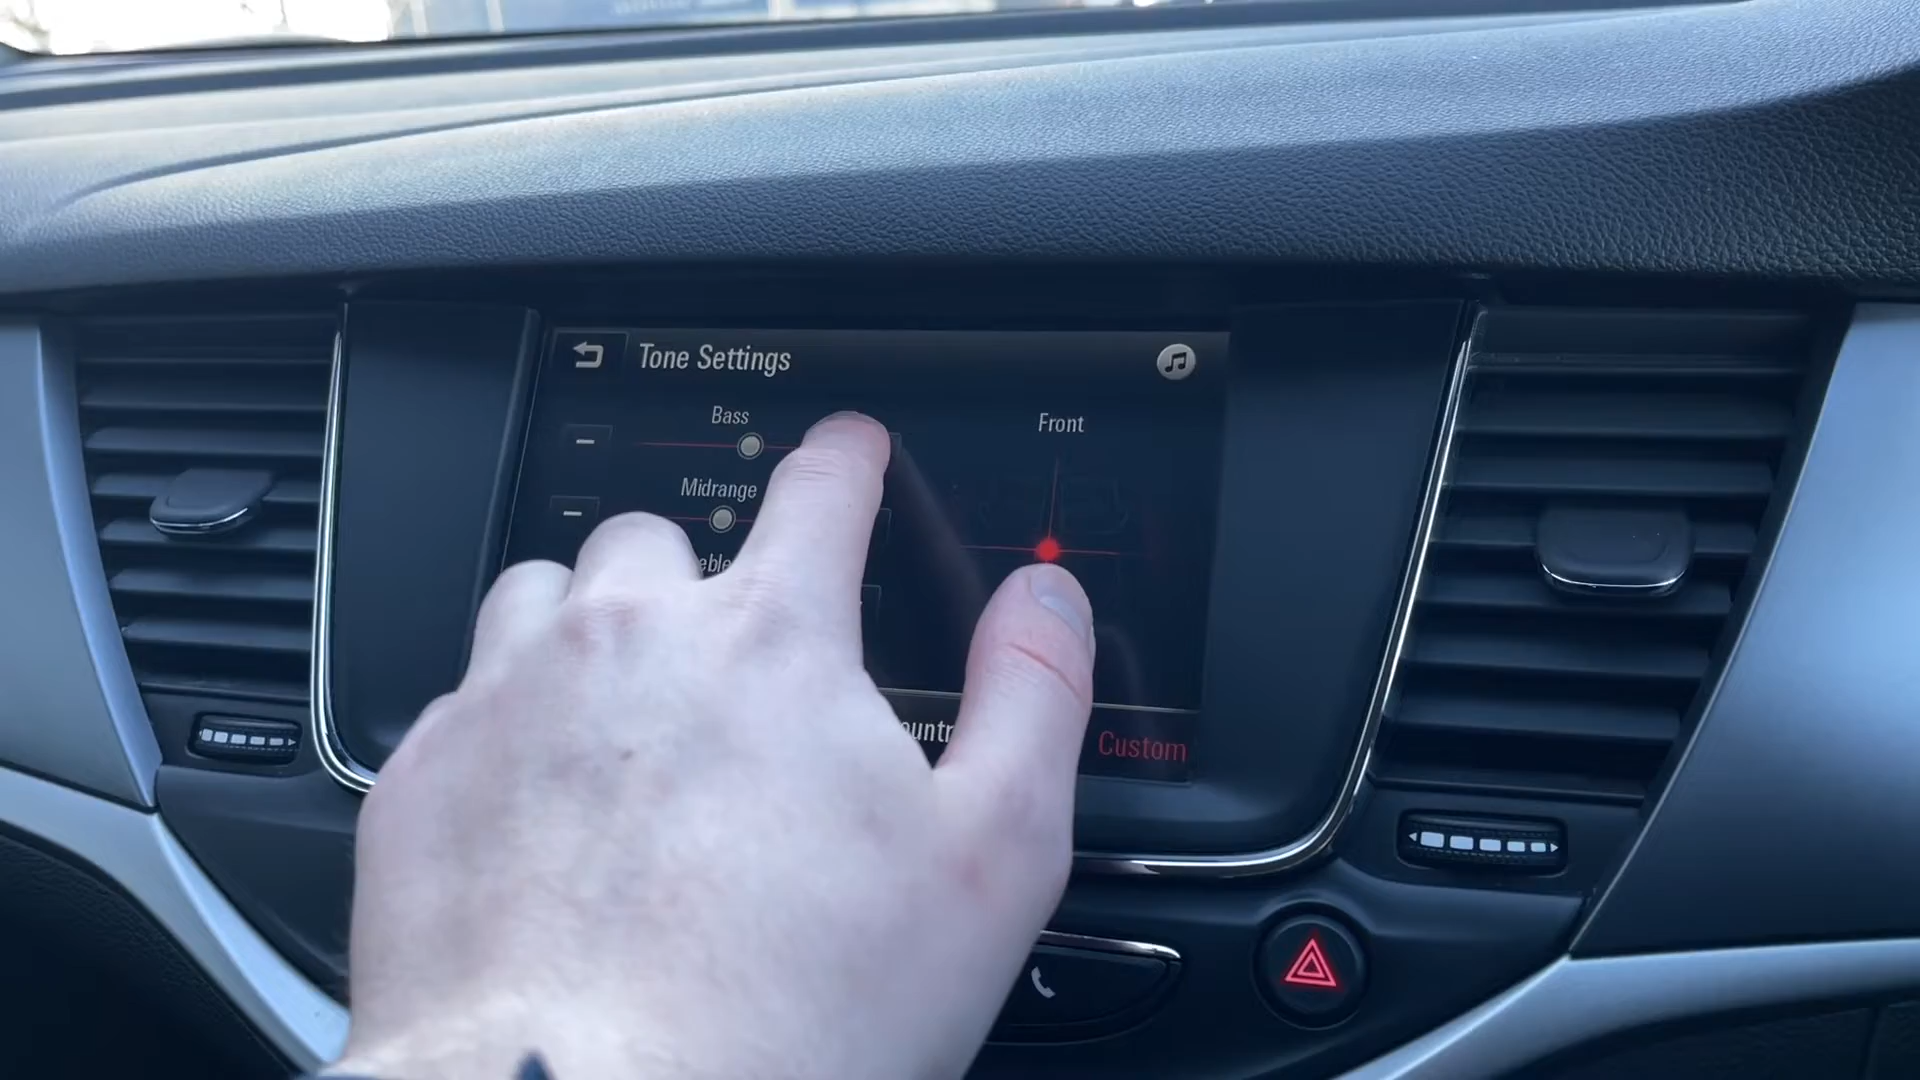 Tone Settings
Bass
Front
Midrange
Custom